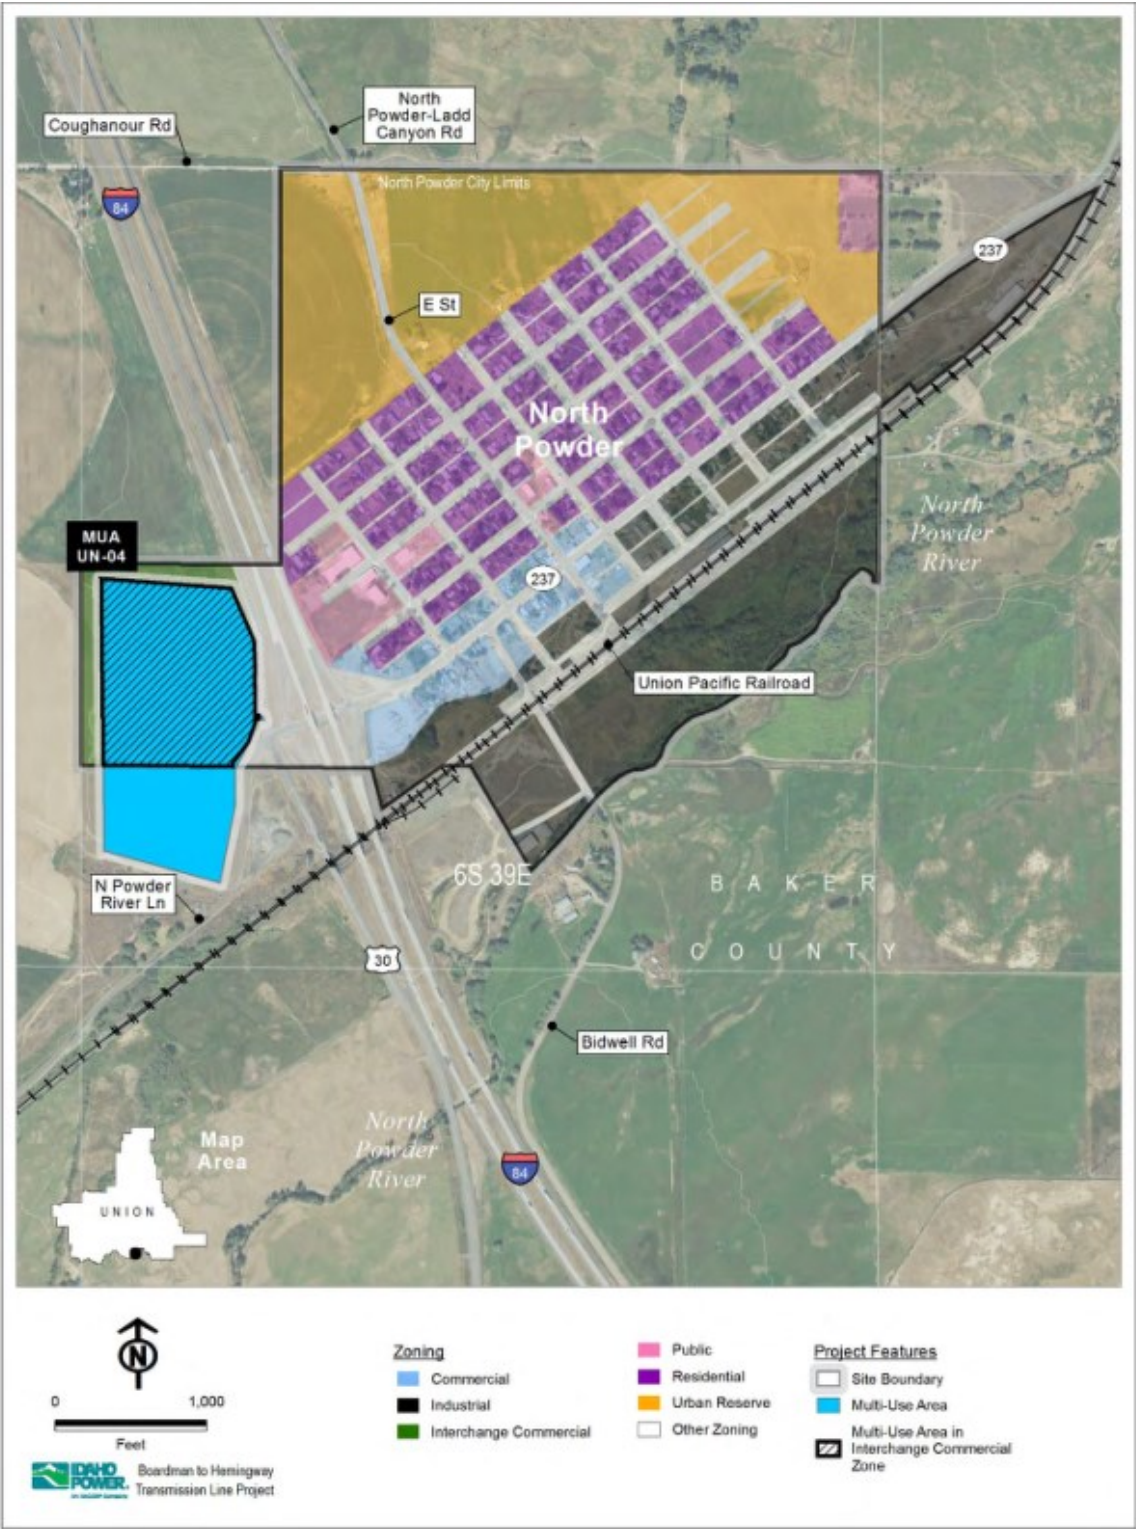 North
Powder-Ladd
Canyon Rd
Coughanour Rd
North Powder City Limits
84
237
E St
North
Powder
MUA
UN-04
North
Powder
River
237
Union Pacific Railroad
6S 39E
N Powder
River Ln
BAKER
COUNTY
30
Bidwell Rd
North
Powder
River
Map
Area
84
UNION
N
0 1,000
Feet
IDAHO
POWER
Boardman to Hemingway
Transmission Line Project
Zoning
Commercial
Industrial
Interchange Commercial
Public
Residential
Urban Reserve
Other Zoning
Project Features
Site Boundary
Multi-Use Area
Multi-Use Area in
Interchange Commercial
Zone